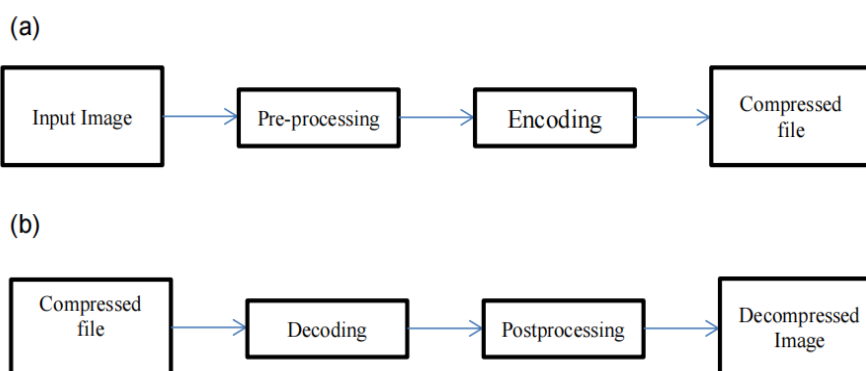 (a)
Input Image
Pre-processing
Encoding
Compressed
file
(b)
Compressed
file
Decoding
Postprocessing
Decompressed
Image